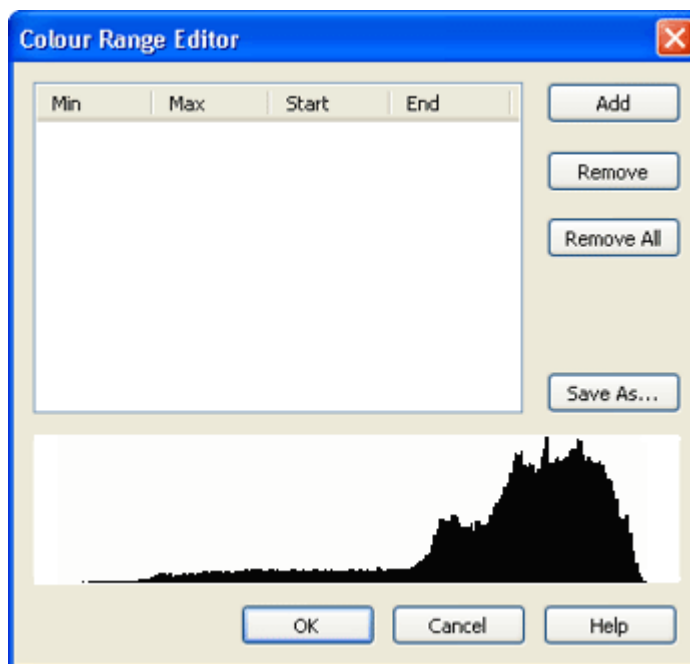 Colour Range Editor
Min Max Start End
Add
Remove
Remove All
Save As...
OK Cancel Help